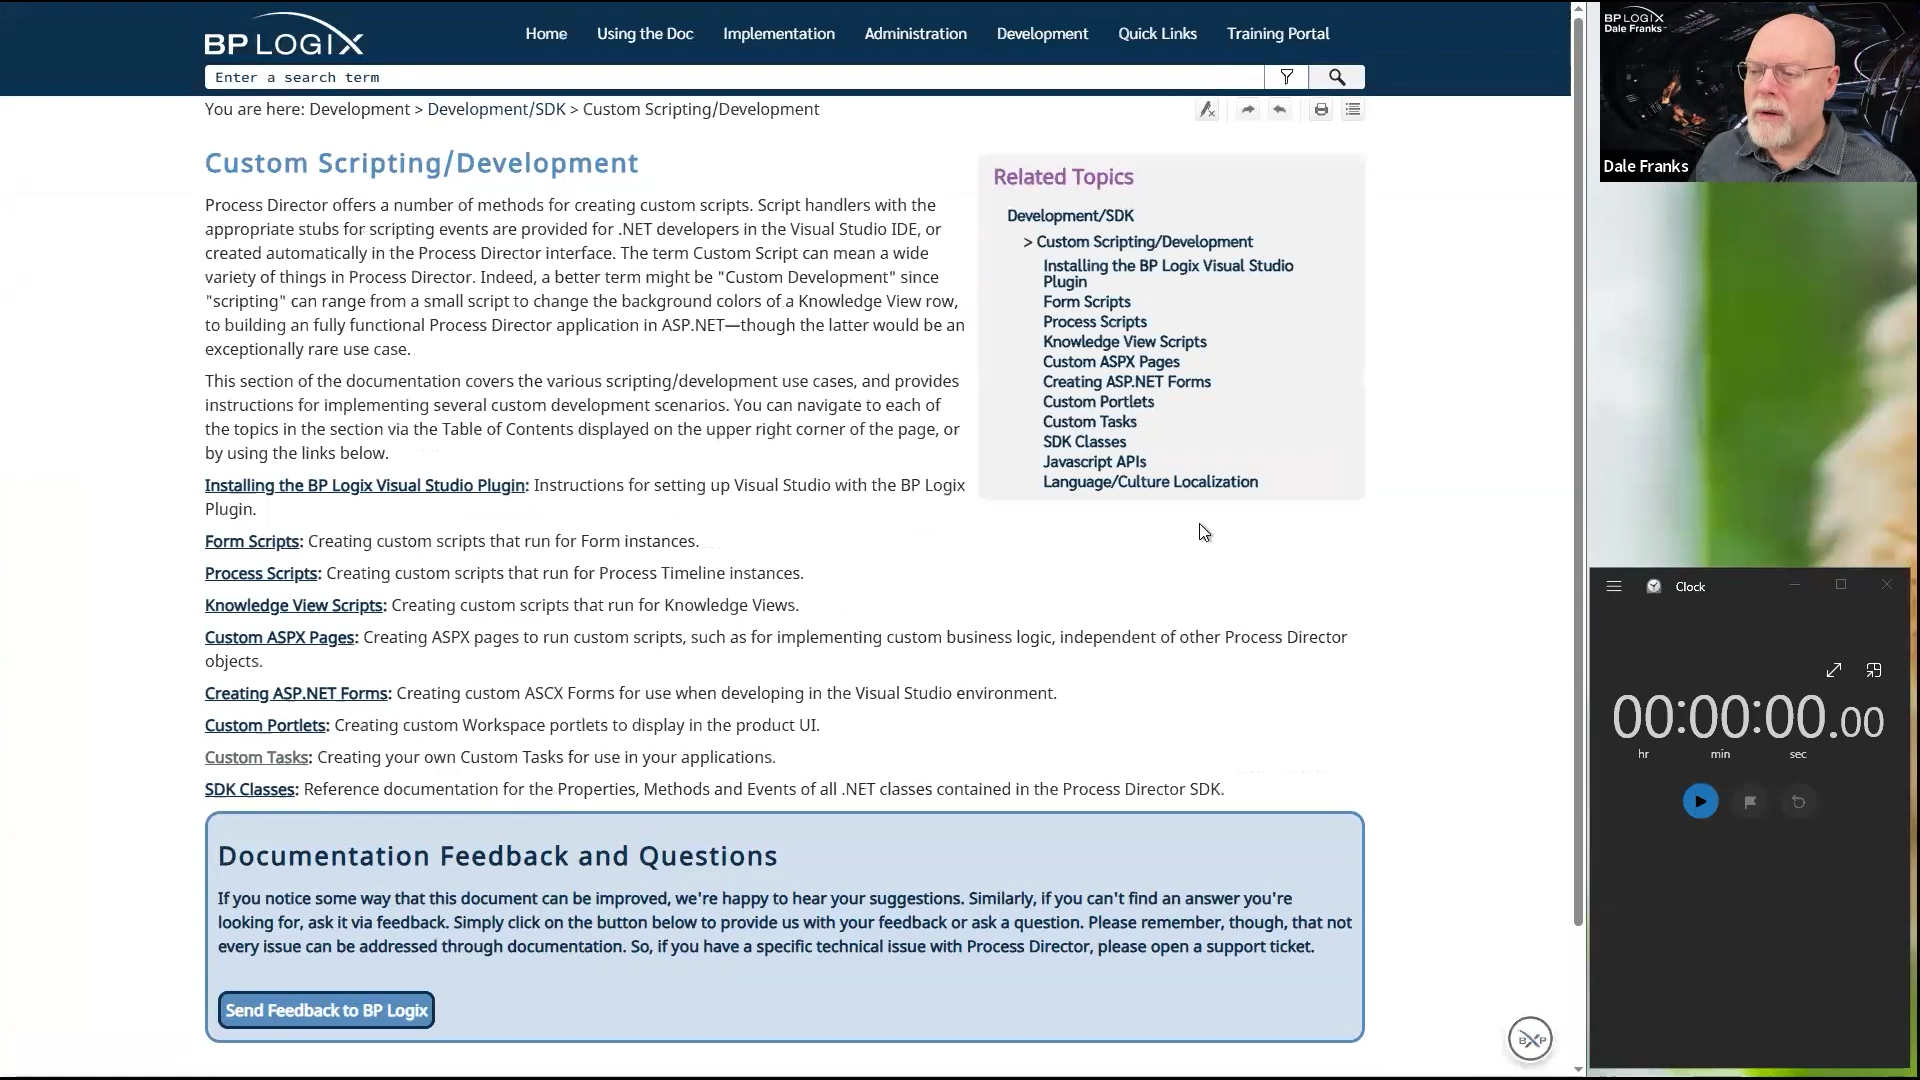 BP LOGIX
Home
Using the Doc
Implementation
Administration
Development
Quick Links
Training Portal
Enter a search term
You are here: Development > Development/SDK > Custom Scripting/Development
Custom Scripting/Development
Process Director offers a number of methods for creating custom scripts. Script handlers with the
appropriate stubs for scripting events are provided for .NET developers in the Visual Studio IDE, or
created automatically in the Process Director interface. The term Custom Script can mean a wide
variety of things in Process Director. Indeed, a better term might be "Custom Development" since
"scripting" can range from a small script to change the background colors of a Knowledge View row,
to building an fully functional Process Director application in ASP.NET—though the latter would be an
exceptionally rare use case.
This section of the documentation covers the various scripting/development use cases, and provides
instructions for implementing several custom development scenarios. You can navigate to each of
the topics in the section via the Table of Contents displayed on the upper right corner of the page, or
by using the links below.
Installing the BP Logix Visual Studio Plugin: Instructions for setting up Visual Studio with the BP Logix
Plugin.
Form Scripts: Creating custom scripts that run for Form instances.
Process Scripts: Creating custom scripts that run for Process Timeline instances.
Knowledge View Scripts: Creating custom scripts that run for Knowledge Views.
Custom ASPX Pages: Creating ASPX pages to run custom scripts, such as for implementing custom business logic, independent of other Process Director
objects.
Creating ASP.NET Forms: Creating custom ASCX Forms for use when developing in the Visual Studio environment.
Custom Portlets: Creating custom Workspace portlets to display in the product UI.
Custom Tasks: Creating your own Custom Tasks for use in your applications.
SDK Classes: Reference documentation for the Properties, Methods and Events of all .NET classes contained in the Process Director SDK.
Related Topics
Development/SDK
> Custom Scripting/Development
Installing the BP Logix Visual Studio
Plugin
Form Scripts
Process Scripts
Knowledge View Scripts
Custom ASPX Pages
Creating ASP.NET Forms
Custom Portlets
Custom Tasks
SDK Classes
Javascript APIs
Language/Culture Localization
Documentation Feedback and Questions
If you notice some way that this document can be improved, we're happy to hear your suggestions. Similarly, if you can't find an answer you're
looking for, ask it via feedback. Simply click on the button below to provide us with your feedback or ask a question. Please remember, though, that not
every issue can be addressed through documentation. So, if you have a specific technical issue with Process Director, please open a support ticket.
Send Feedback to BP Logix
BXP
BP LOGIX
Dale Franks
Dale Franks
Clock
00:00:00.00
hr min sec